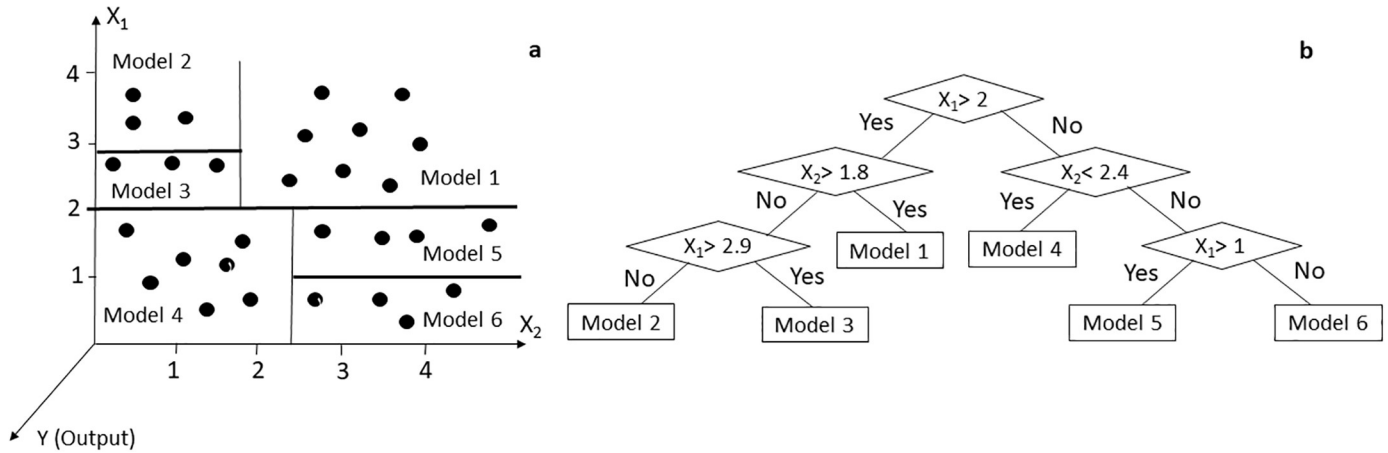 X₁
a
Model 2
4
3
Model 3
Model 1
2
Model 5
1
Model 4
Model 6
X₂
1
2
3
4
Y (Output)
b
X₁> 2
Yes
No
X₂> 1.8
X₂< 2.4
No
Yes
Yes
No
X₁> 2.9
Model 1
Model 4
X₁> 1
No
Yes
Yes
No
Model 2
Model 3
Model 5
Model 6